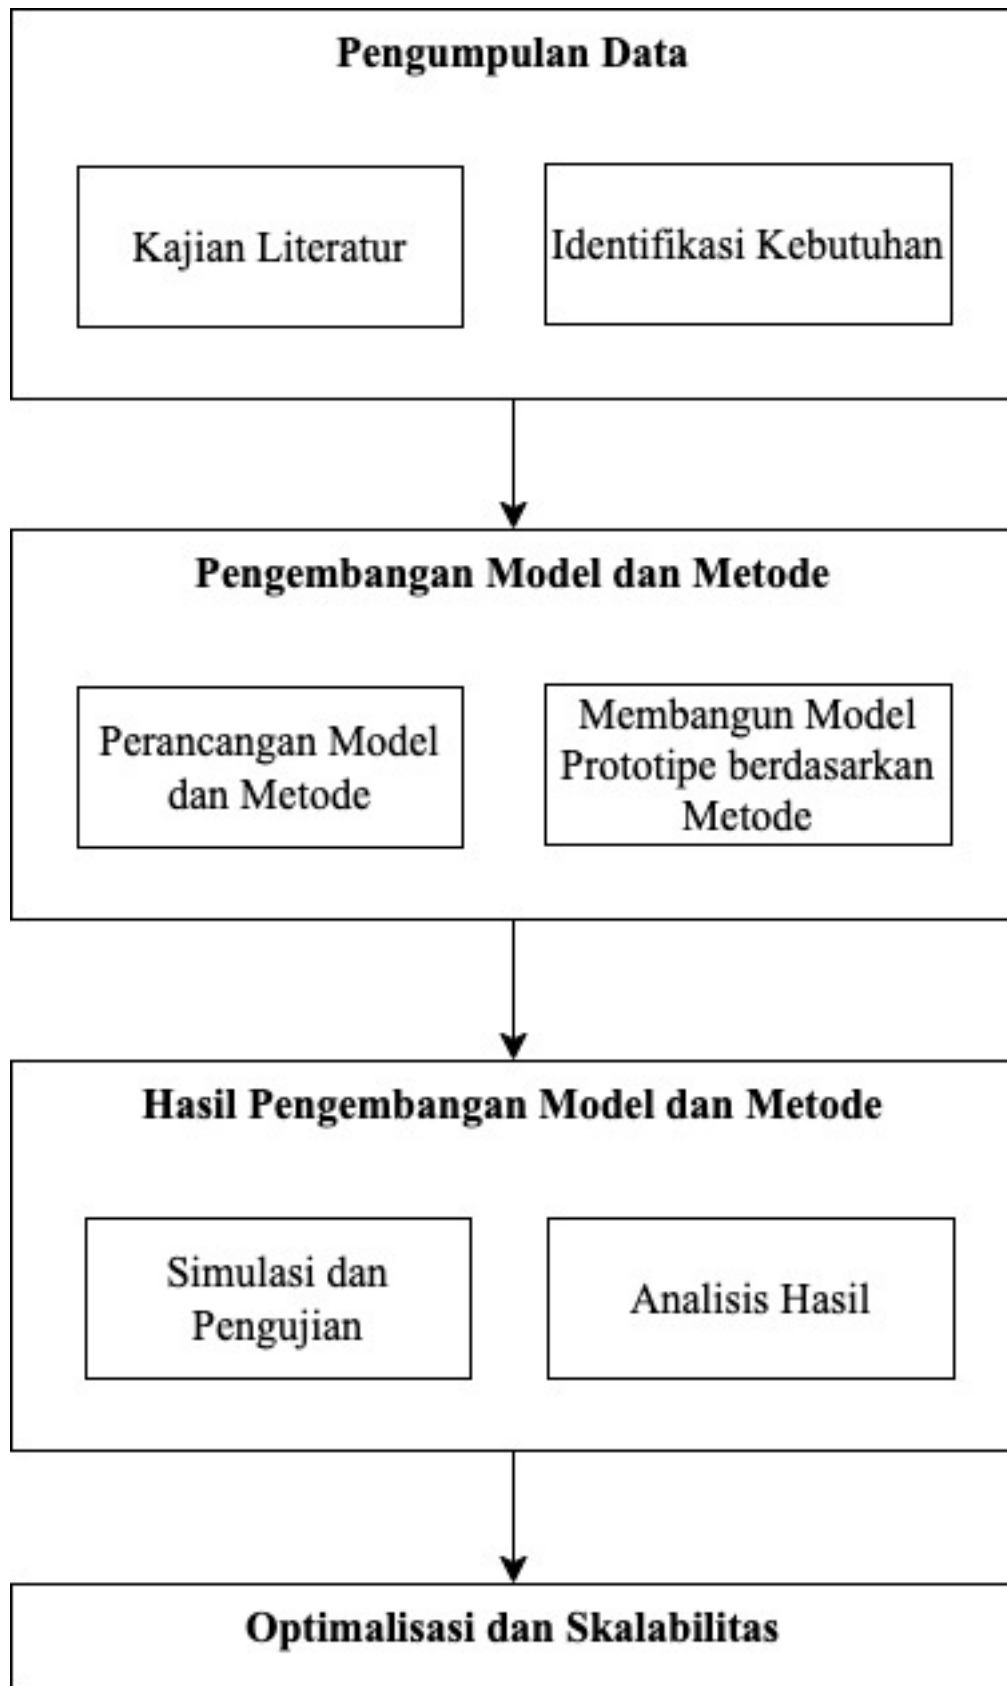 Pengumpulan Data
Kajian Literatur
Identifikasi Kebutuhan
Pengembangan Model dan Metode
Perancangan Model
dan Metode
Membangun Model
Prototipe berdasarkan
Metode
Hasil Pengembangan Model dan Metode
Simulasi dan
Pengujian
Analisis Hasil
Optimalisasi dan Skalabilitas